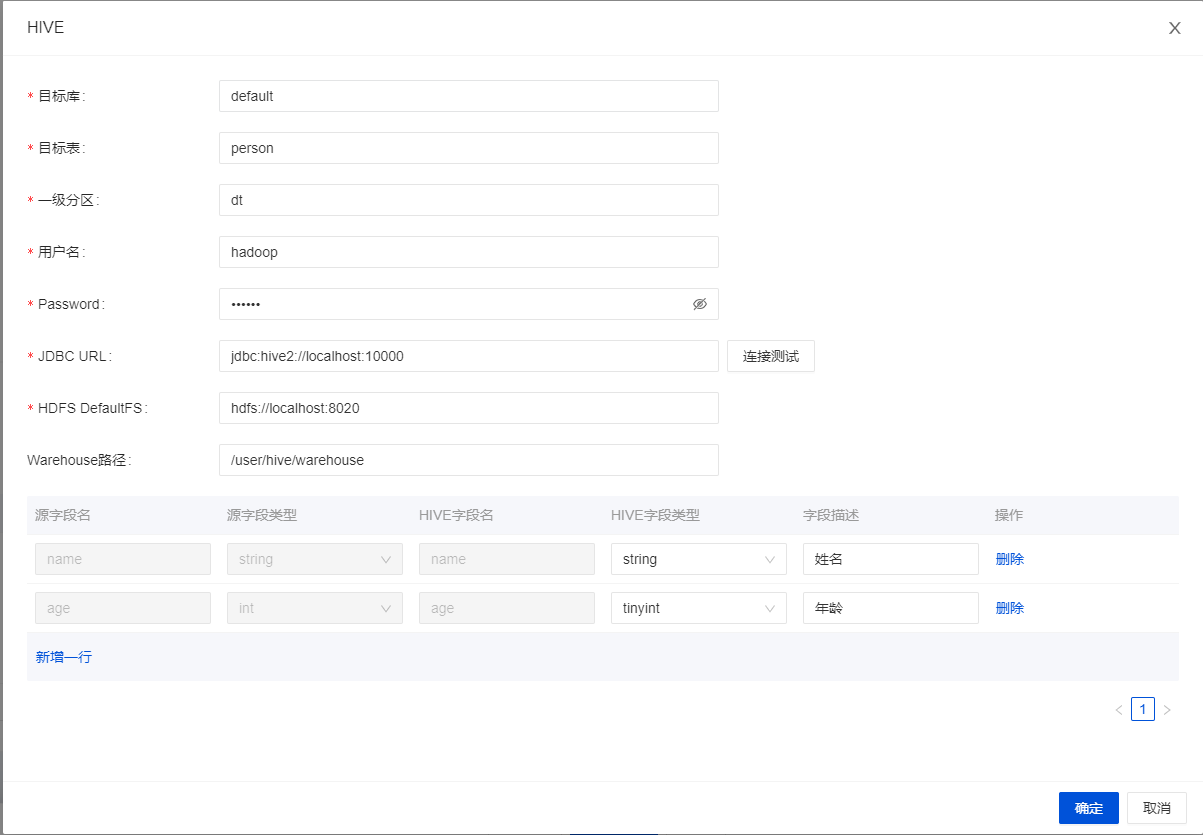 HIVE
* 目标库: default
* 目标表: person
* 一级分区: dt
* 用户名: hadoop
* Password: ••••••
* JDBC URL: jdbc:hive2://localhost:10000 连接测试
* HDFS DefaultFS: hdfs://localhost:8020
Warehouse路径: /user/hive/warehouse
源字段名 源字段类型 HIVE字段名 HIVE字段类型 字段描述 操作
name string name string 姓名 删除
age int age tinyint 年龄 删除
新增一行
< 1 >
确定 取消